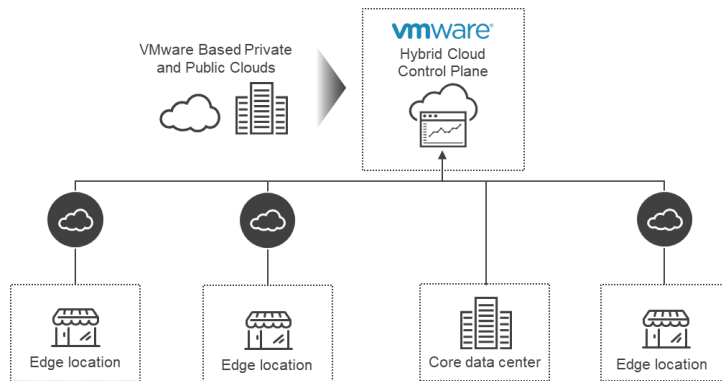 VMware Based Private
and Public Clouds
vmware®
Hybrid Cloud
Control Plane
Edge location
Edge location
Core data center
Edge location